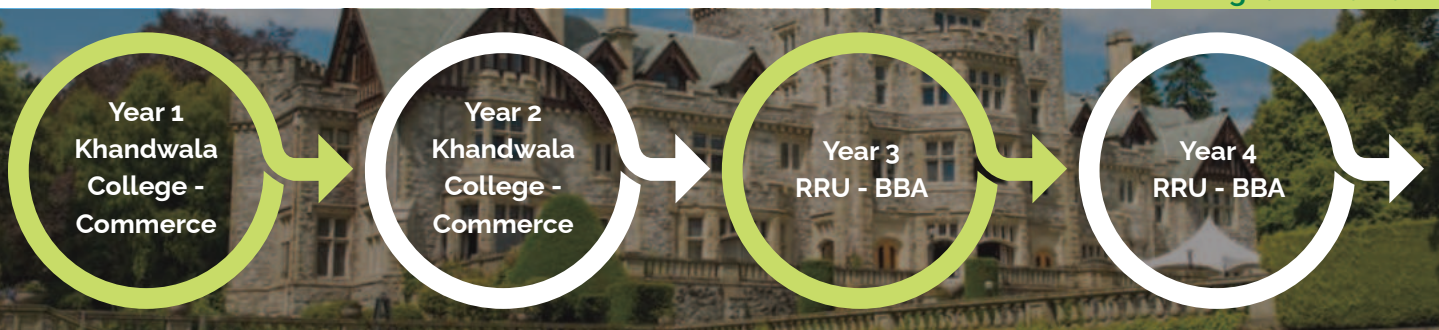 Year 1
Khandwala
College -
Commerce
Year 2
Khandwala
College -
Commerce
Year 3
RRU - BBA
Year 4
RRU - BBA